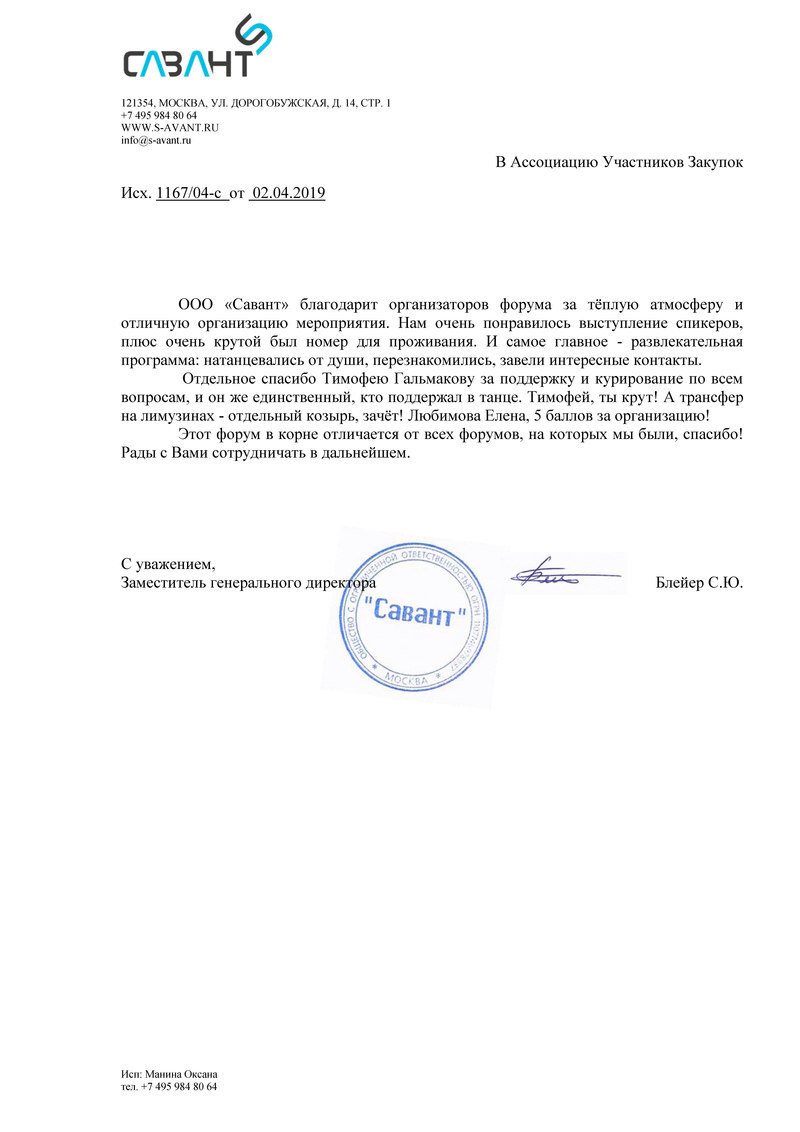 САВАНТ
121354, МОСКВА, УЛ. ДОРОГОБУЖСКАЯ, Д. 14, СТР. 1
+7 495 984 80 64
WWW.S-AVANT.RU
info@s-avant.ru
В Ассоциацию Участников Закупок
Исх. 1167/04-с от 02.04.2019
ООО «Савант» благодарит организаторов форума за тёплую атмосферу и
отличную организацию мероприятия. Нам очень понравилось выступление спикеров,
плюс очень крутой был номер для проживания. И самое главное - развлекательная
программа: натанцевались от души, перезнакомились, завели интересные контакты.
Отдельное спасибо Тимофею Гальмакову за поддержку и курирование по всем
вопросам, и он же единственный, кто поддержал в танце. Тимофей, ты крут! А трансфер
на лимузинах - отдельный козырь, зачёт! Любимова Елена, 5 баллов за организацию!
Этот форум в корне отличается от всех форумов, на которых мы были, спасибо!
Рады с Вами сотрудничать в дальнейшем.
С уважением,
Заместитель генерального директора
Блейер С.Ю.
ОБЩЕСТВО С ОГРАНИЧЕННОЙ ОТВЕТСТВЕННОСТЬЮ ОГРН
"Савант"
* МОСКВА *
Исп: Манина Оксана
тел. +7 495 984 80 64